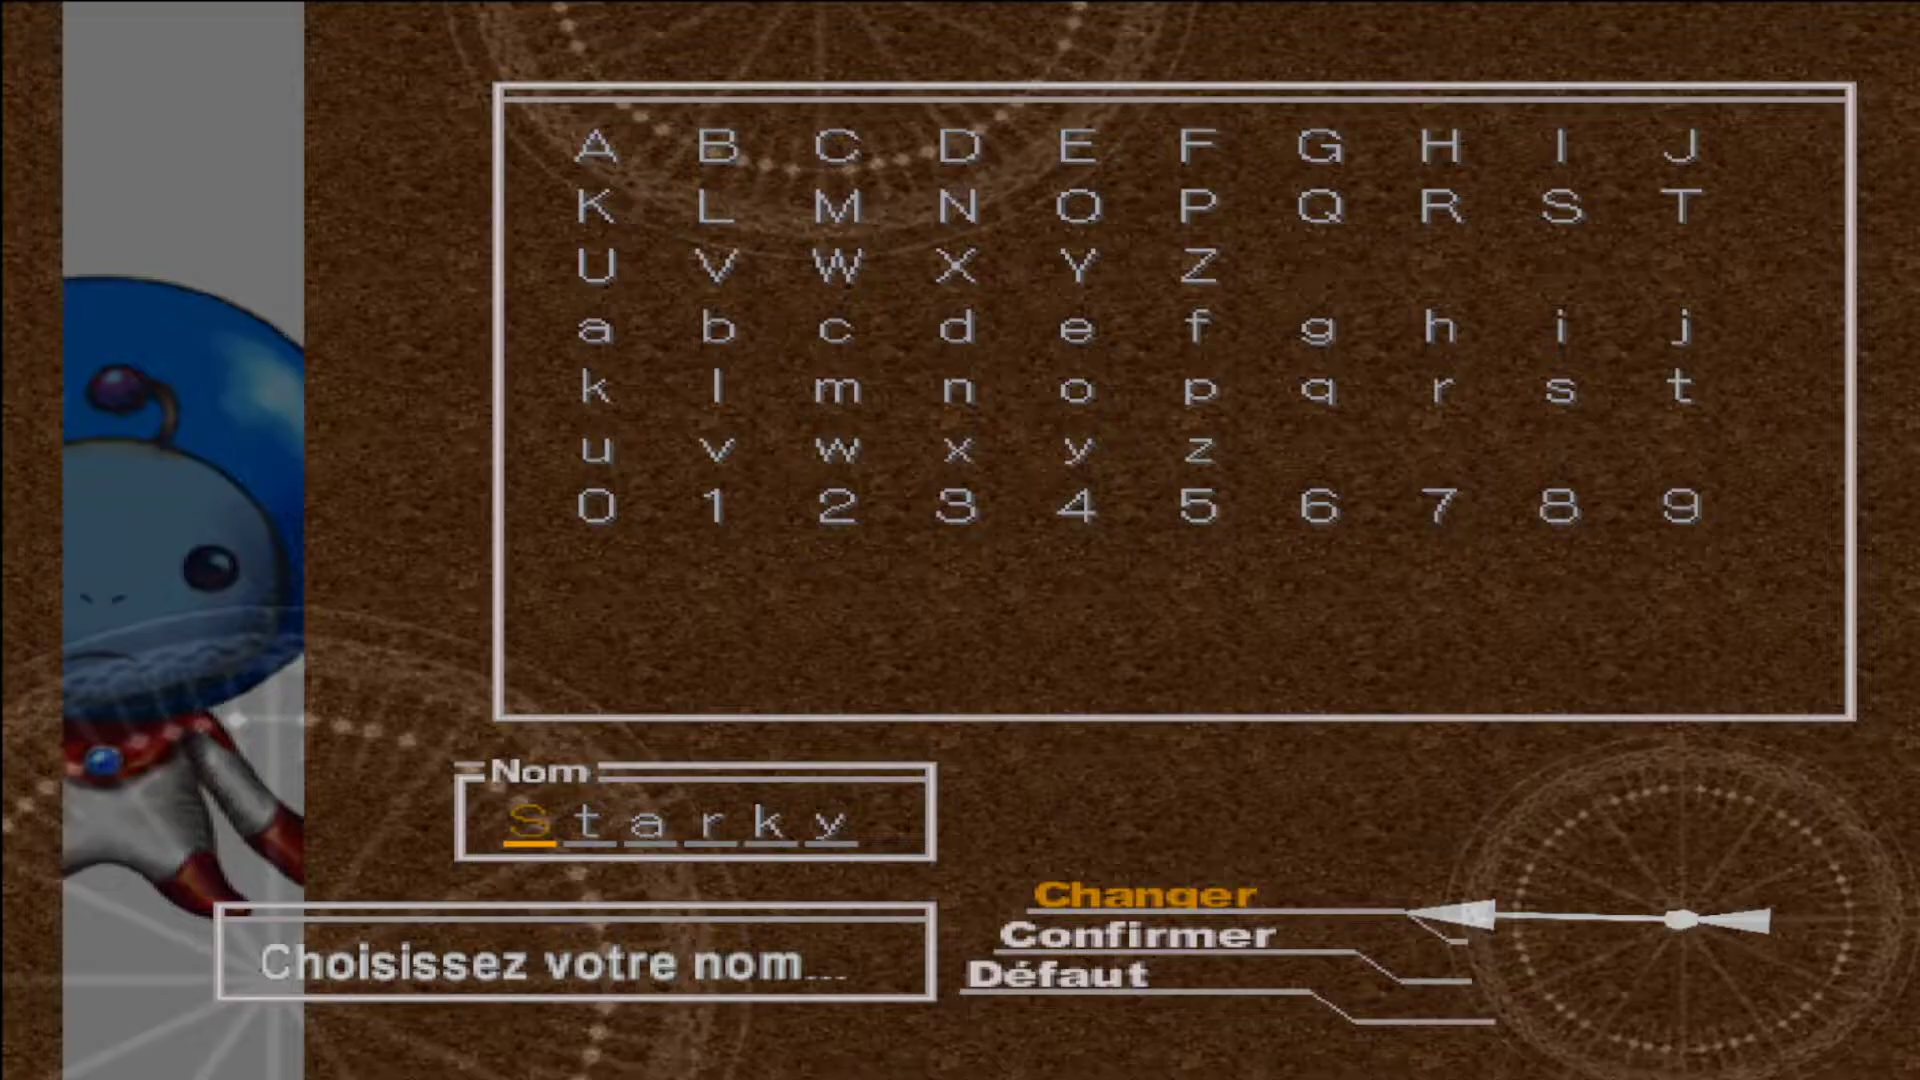 A B C D E F G H I J
K L M N O P Q R S T
U V W X Y Z
a b c d e f g h i j
k l m n o p q r s t
u v w x y z
0 1 2 3 4 5 6 7 8 9
Nom
Starky
Changer
Confirmer
Défaut
Choisissez votre nom...